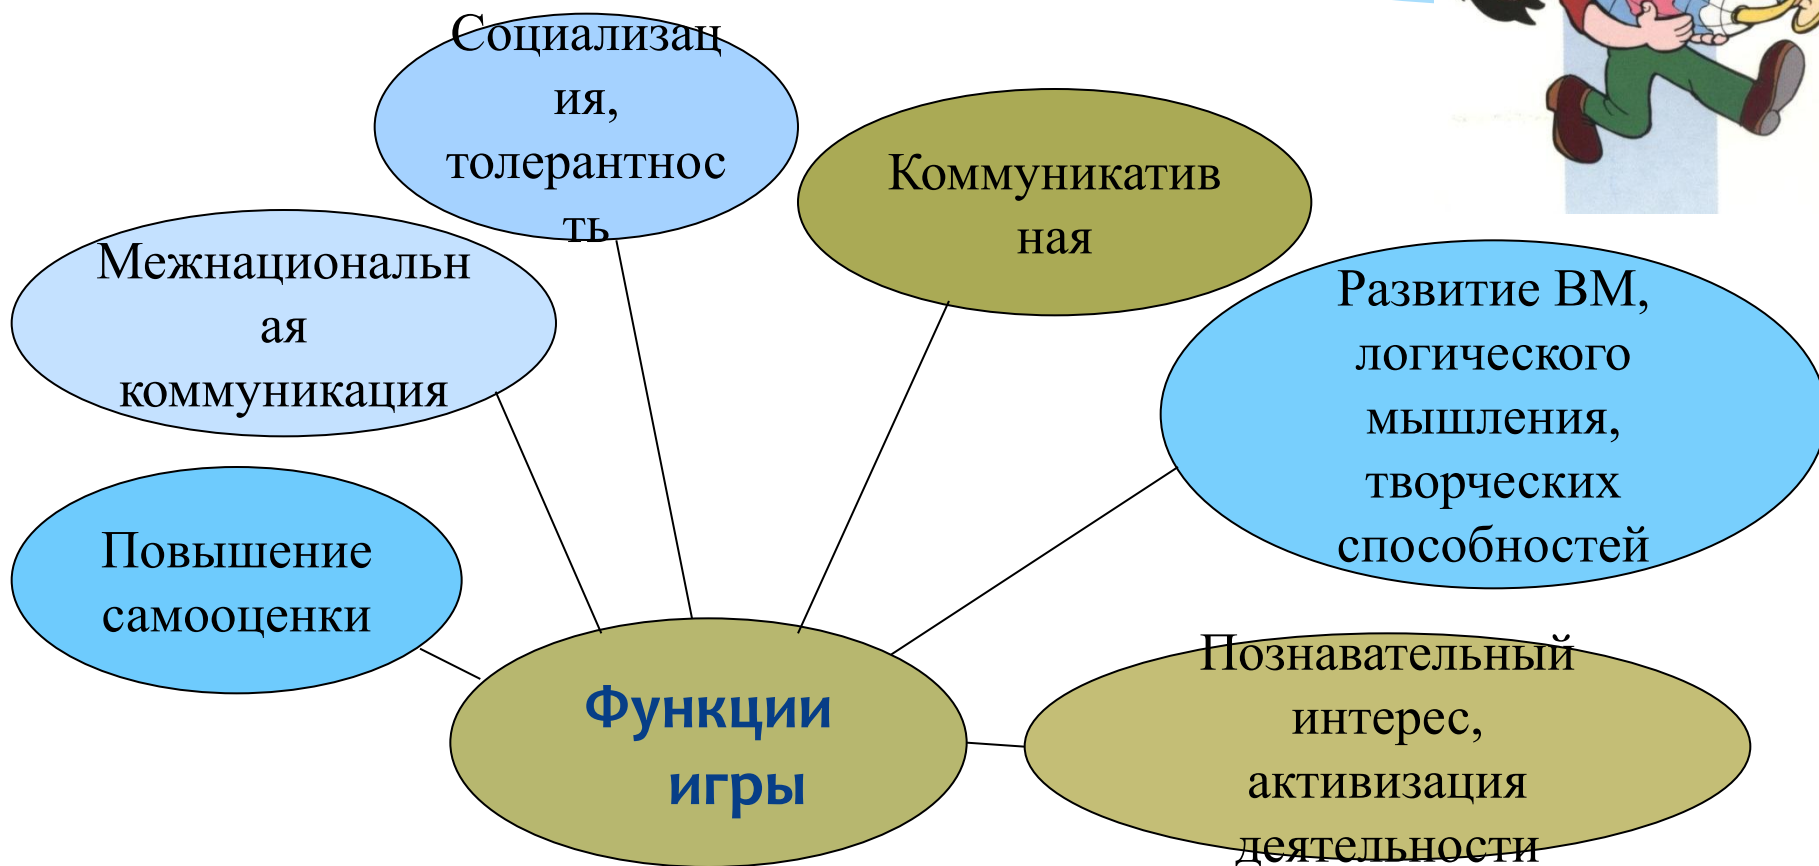 Социализац
ия,
толерантнос
ть
Коммуникатив
ная
Межнациональн
ая
коммуникация
Развитие ВМ,
логического
мышления,
творческих
способностей
Повышение
самооценки
Функции
игры
Познавательный
интерес,
активизация
деятельности